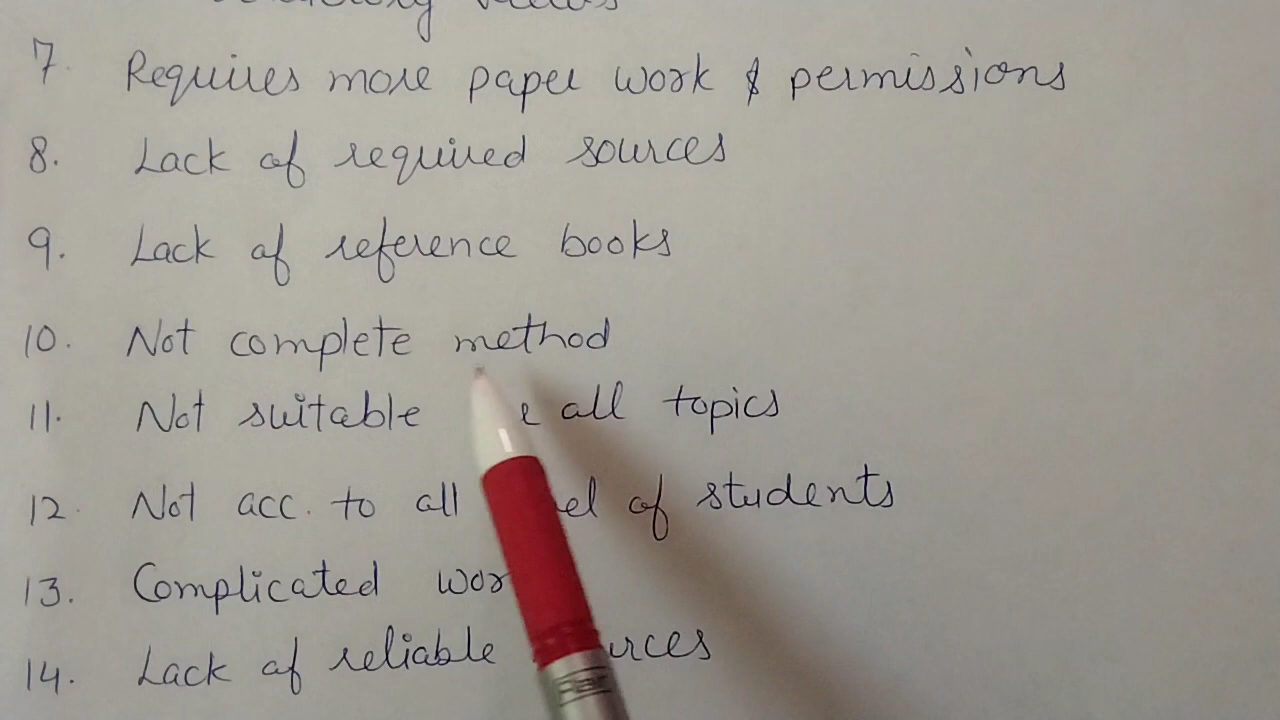 7. Requires more paper work & permissions
8. Lack of required sources
9. Lack of reference books
10. Not complete method
11. Not suitable all topics
12. Not acc. to all of students
13. Complicated
14. Lack of reliable
Flair